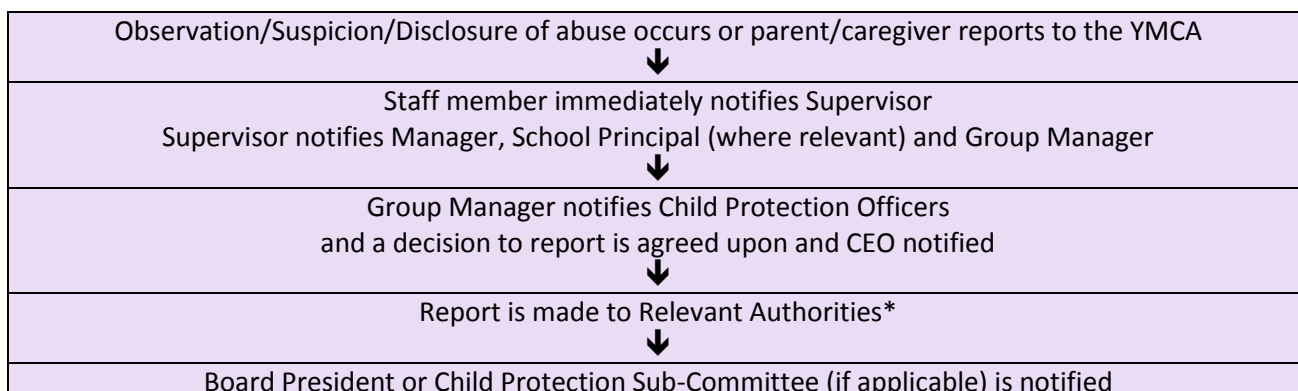 Observation/Suspicion/Disclosure of abuse occurs or parent/caregiver reports to the YMCA
Staff member immediately notifies Supervisor
Supervisor notifies Manager, School Principal (where relevant) and Group Manager
Group Manager notifies Child Protection Officers
and a decision to report is agreed upon and CEO notified
Report is made to Relevant Authorities*
Board President or Child Protection Sub-Committee (if applicable) is notified